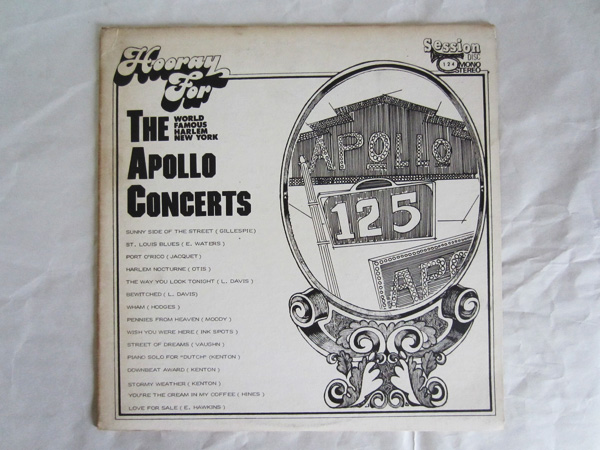 Hooray
For
THE WORLD
FAMOUS
HARLEM
NEW YORK
APOLLO
CONCERTS
SUNNY SIDE OF THE STREET ( GILLESPIE )
ST. LOUIS BLUES ( E. WATERS )
PORT O'RICO ( JACQUET )
HARLEM NOCTURNE ( OTIS )
THE WAY YOU LOOK TONIGHT ( L. DAVIS )
BEWITCHED ( L. DAVIS )
WHAM ( HODGES )
PENNIES FROM HEAVEN ( MOODY )
WISH YOU WERE HERE ( INK SPOTS )
STREET OF DREAMS ( VAUGHN )
PIANO SOLO FOR "DUTCH" (KENTON )
DOWNBEAT AWARD ( KENTON )
STORMY WEATHER ( KENTON )
YOU'RE THE CREAM IN MY COFFEE ( HINES )
LOVE FOR SALE ( E. HAWKINS )
Session
DISC
124 MONO
STEREO
APOLLO
125
APO